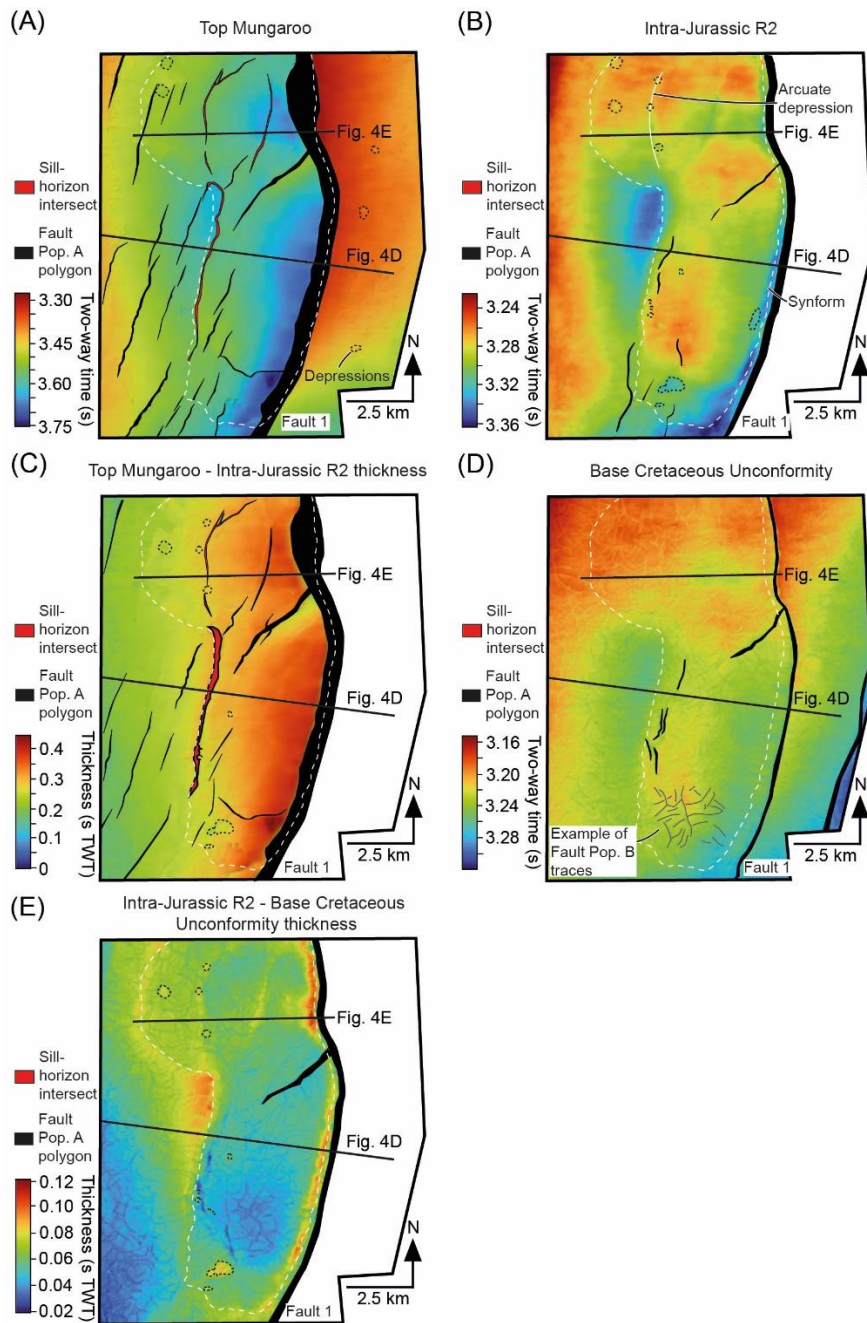 (A)
Top Mungaroo
Fig. 4E
Fig. 4D
Depressions
Fault 1
N
2.5 km
Sill-
horizon
intersect
Fault
Pop. A
polygon
3.30
3.45
3.60
3.75
Two-way time (s)
(B)
Intra-Jurassic R2
Arcuate
depression
Fig. 4E
Fig. 4D
Synform
Fault 1
N
2.5 km
Sill-
horizon
intersect
Fault
Pop. A
polygon
3.24
3.28
3.32
3.36
Two-way time (s)
(C)
Top Mungaroo - Intra-Jurassic R2 thickness
Fig. 4E
Fig. 4D
Fault 1
N
2.5 km
Sill-
horizon
intersect
Fault
Pop. A
polygon
0.4
0.3
0.2
0.1
0
Thickness (s TWT)
(D)
Base Cretaceous Unconformity
Fig. 4E
Fig. 4D
Example of
Fault Pop. B
traces
Fault 1
N
2.5 km
Sill-
horizon
intersect
Fault
Pop. A
polygon
3.16
3.20
3.24
3.28
Two-way time (s)
(E)
Intra-Jurassic R2 - Base Cretaceous
Unconformity thickness
Fig. 4E
Fig. 4D
Fault 1
N
2.5 km
Sill-
horizon
intersect
Fault
Pop. A
polygon
0.12
0.10
0.08
0.06
0.04
0.02
Thickness (s TWT)